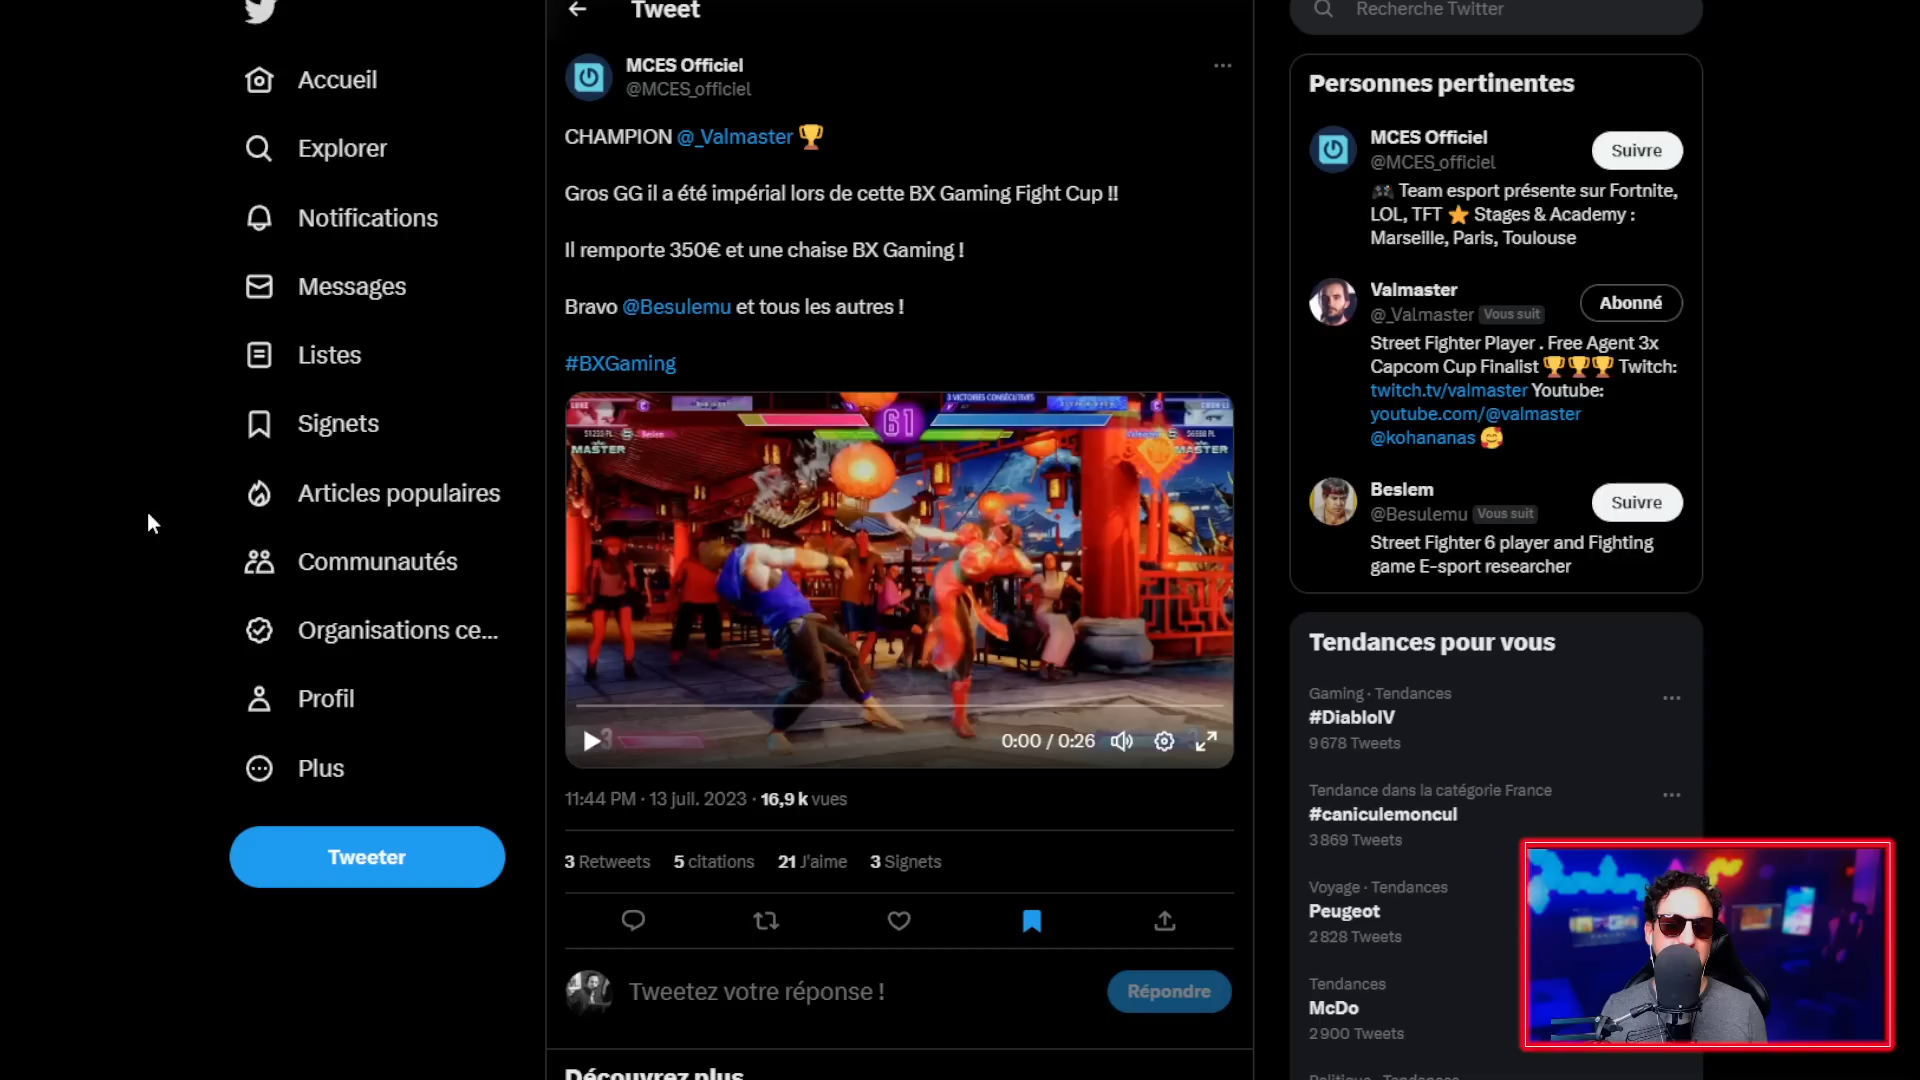 Accueil
Explorer
Notifications
Messages
Listes
Signets
Articles populaires
Communautés
Organisations ce...
Profil
Plus
Tweeter
Tweet
MCES Officiel
@MCES_officiel
CHAMPION @_Valmaster
Gros GG il a été impérial lors de cette BX Gaming Fight Cup !!
Il remporte 350€ et une chaise BX Gaming !
Bravo @Besulemu et tous les autres !
#BXGaming
LUKE
3 VICTOIRES CONSÉCUTIVES
61
MASTER
MASTER
3
0:00 / 0:26
11:44 PM · 13 juil. 2023 · 16,9 k vues
3 Retweets 5 citations 21 J'aime 3 Signets
Tweetez votre réponse !
Répondre
Découvrez plus
Recherche Twitter
Personnes pertinentes
MCES Officiel
@MCES_officiel
Suivre
Team esport présente sur Fortnite,
LOL, TFT Stages & Academy :
Marseille, Paris, Toulouse
Valmaster
@_Valmaster Vous suit
Abonné
Street Fighter Player . Free Agent 3x
Capcom Cup Finalist Twitch:
twitch.tv/valmaster Youtube:
youtube.com/@valmaster
@kohananas
Beslem
@Besulemu Vous suit
Suivre
Street Fighter 6 player and Fighting
game E-sport researcher
Tendances pour vous
Gaming · Tendances
#DiabloIV
9 678 Tweets
Tendance dans la catégorie France
#caniculemoncul
3 869 Tweets
Voyage · Tendances
Peugeot
2 828 Tweets
Tendances
McDo
2 900 Tweets